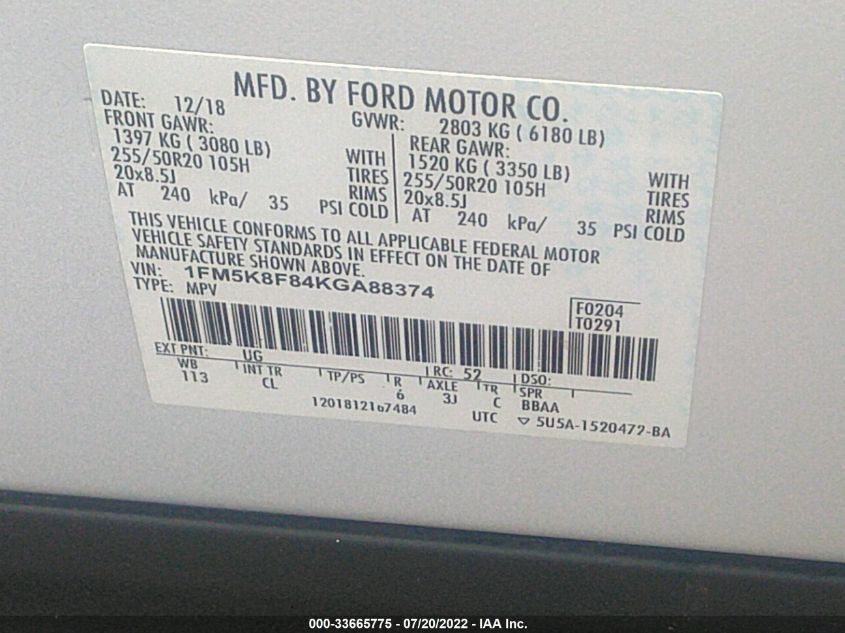 MFD. BY FORD MOTOR CO.
DATE: 12/18 GVWR: 2803 KG ( 6180 LB)
FRONT GAWR: REAR GAWR:
1397 KG ( 3080 LB) WITH 1520 KG ( 3350 LB) WITH
255/50R20 105H TIRES 255/50R20 105H TIRES
20x8.5J RIMS 20x8.5J RIMS
AT 240 kPa/ 35 PSI COLD AT 240 kPa/ 35 PSI COLD
THIS VEHICLE CONFORMS TO ALL APPLICABLE FEDERAL MOTOR
VEHICLE SAFETY STANDARDS IN EFFECT ON THE DATE OF
MANUFACTURE SHOWN ABOVE.
VIN: 1FM5K8F84KGA88374
TYPE: MPV
F0204
T0291
EXT PNT: UG RC: 52 DSO:
WB INT TR TP/PS R AXLE TR SPR
113 CL 6 3J C BBAA
1201812167484 UTC ▽ 5U5A-1520472-BA
000-33665775 - 07/20/2022 - IAA Inc.